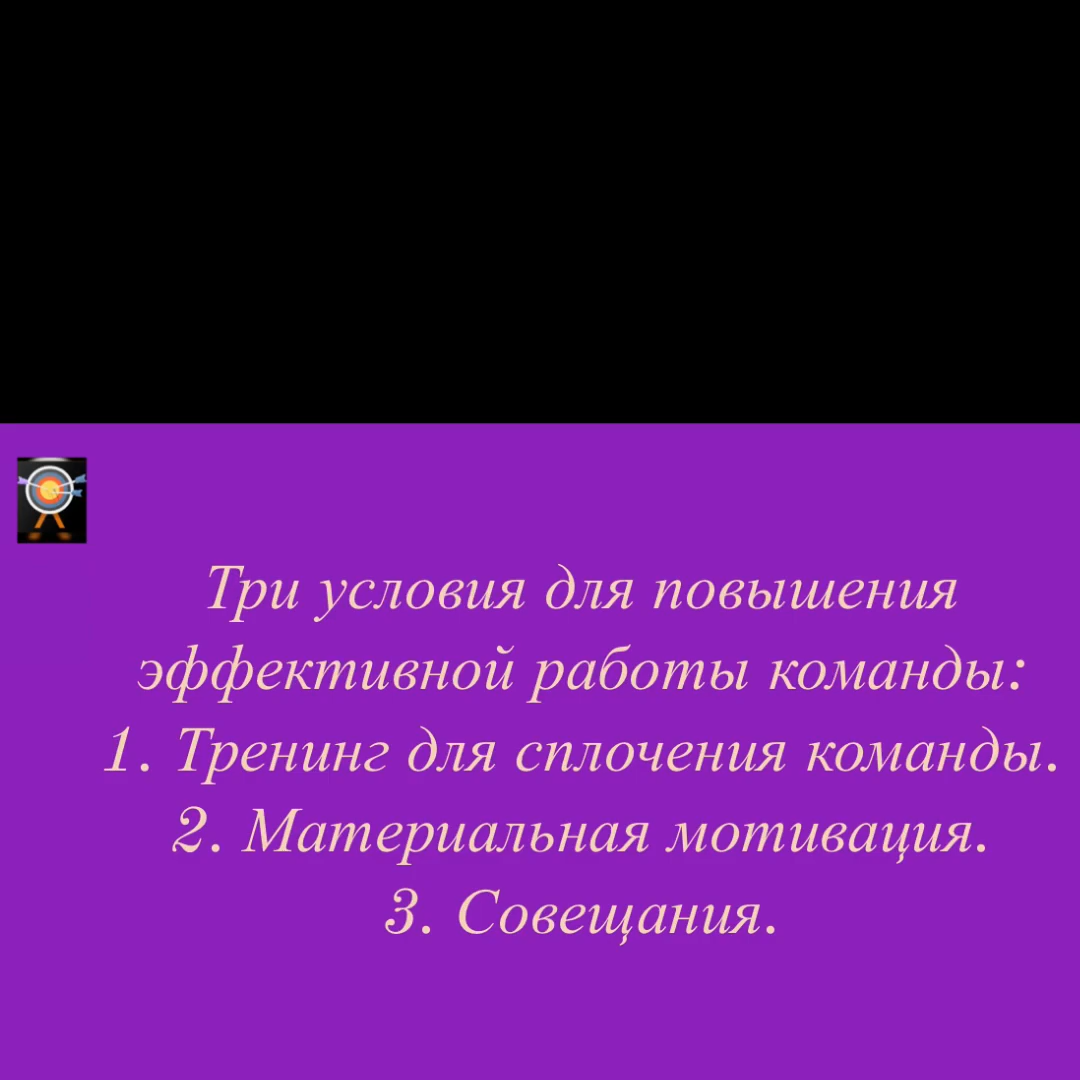 Три условия для повышения
эффективной работы команды:
1. Тренинг для сплочения команды.
2. Материальная мотивация.
3. Совещания.